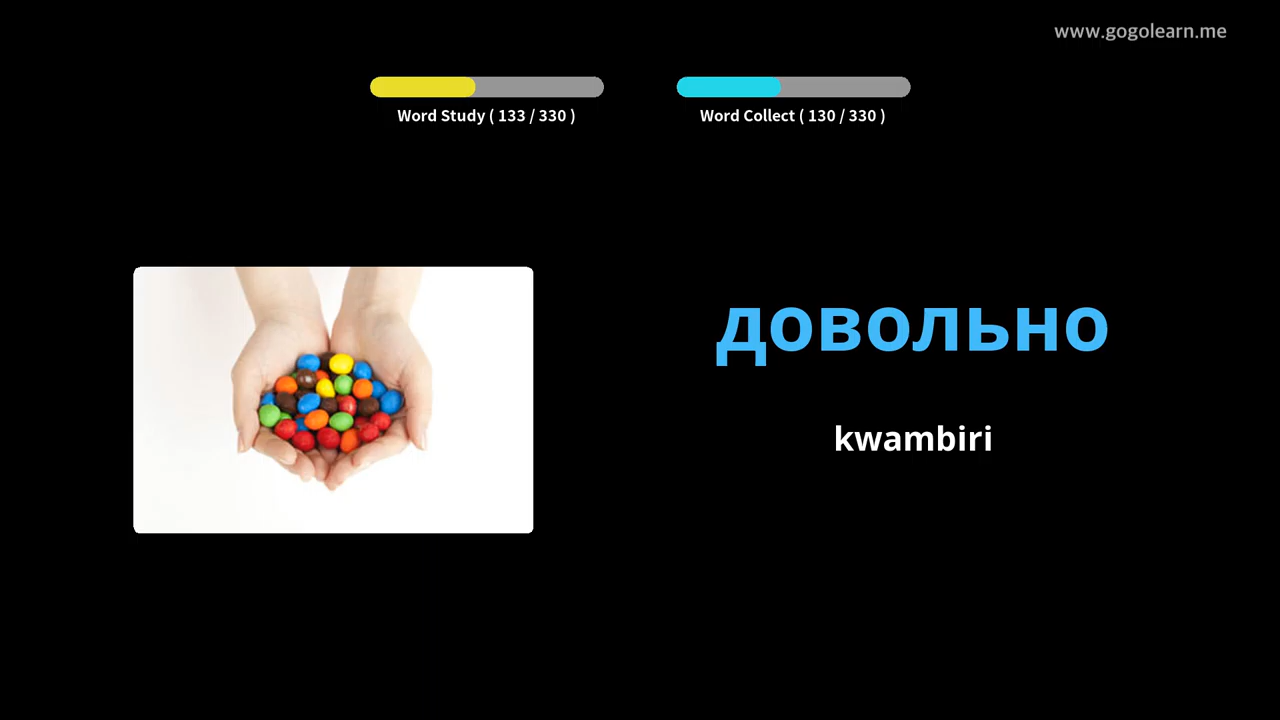 www.gogolearn.me
Word Study ( 133 / 330 )
Word Collect ( 130 / 330 )
довольно
kwambiri